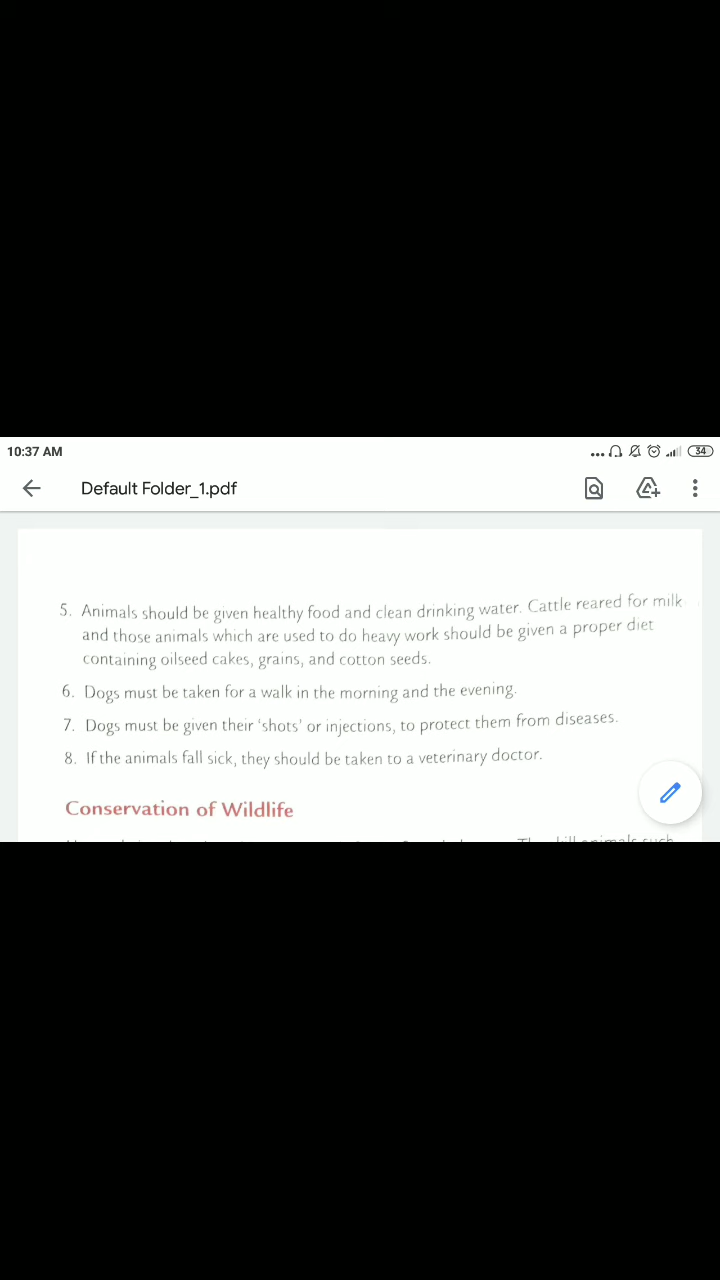 10:37 AM
34
Default Folder_1.pdf
5. Animals should be given healthy food and clean drinking water. Cattle reared for milk
and those animals which are used to do heavy work should be given a proper diet
containing oilseed cakes, grains, and cotton seeds.
6. Dogs must be taken for a walk in the morning and the evening.
7. Dogs must be given their ‘shots’ or injections, to protect them from diseases.
8. If the animals fall sick, they should be taken to a veterinary doctor.
Conservation of Wildlife
kill animals such